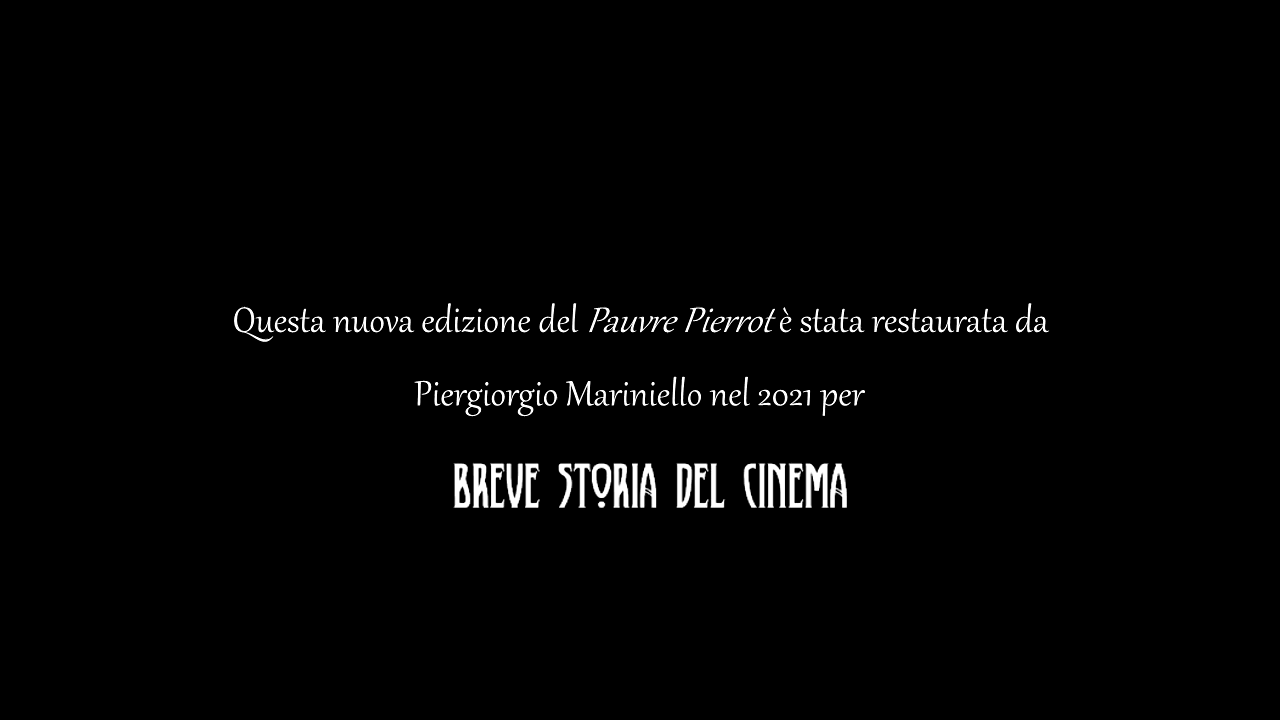 Questa nuova edizione del Pauvre Pierrot è stata restaurata da
Piergiorgio Mariniello nel 2021 per
BREVE STORIA DEL CINEMA